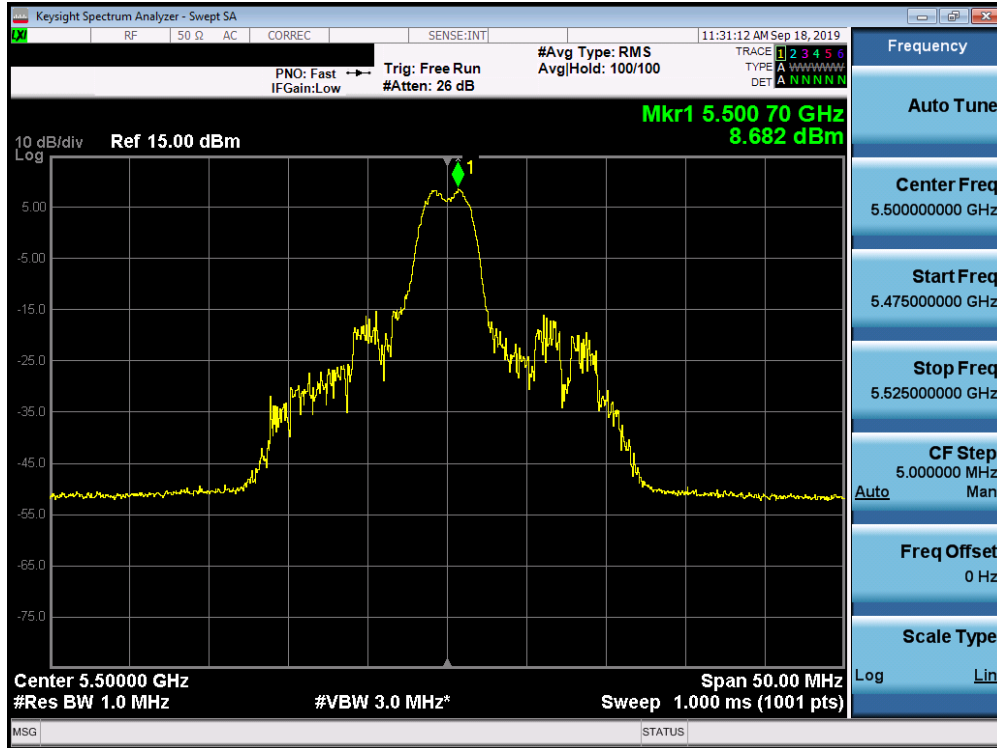 Keysight Spectrum Analyzer - Swept SA
LXI RF 50 Ω AC CORREC SENSE:INT 11:31:12 AM Sep 18, 2019
PNO: Fast
IFGain:Low
Trig: Free Run
#Atten: 26 dB
#Avg Type: RMS
Avg|Hold: 100/100
TRACE 1 2 3 4 5 6
TYPE A WWWWW
DET A N N N N N
Mkr1 5.500 70 GHz
8.682 dBm
10 dB/div Ref 15.00 dBm
Log
1
5.00
-5.00
-15.0
-25.0
-35.0
-45.0
-55.0
-65.0
-75.0
Center 5.50000 GHz Span 50.00 MHz
#Res BW 1.0 MHz #VBW 3.0 MHz* Sweep 1.000 ms (1001 pts)
MSG STATUS
Frequency
Auto Tune
Center Freq
5.500000000 GHz
Start Freq
5.475000000 GHz
Stop Freq
5.525000000 GHz
CF Step
5.000000 MHz
Auto Man
Freq Offset
0 Hz
Scale Type
Log Lin